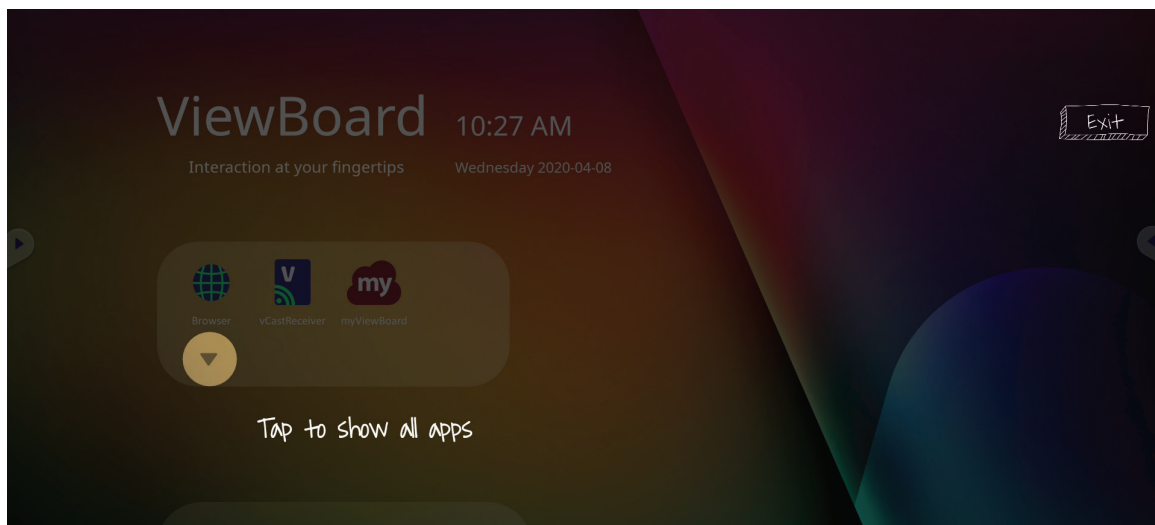 ViewBoard
10:27 AM
Exit
Interaction at your fingertips
Wednesday 2020-04-08
V
my
Browser
vCastReceiver
myViewBoard
Tap to show all apps